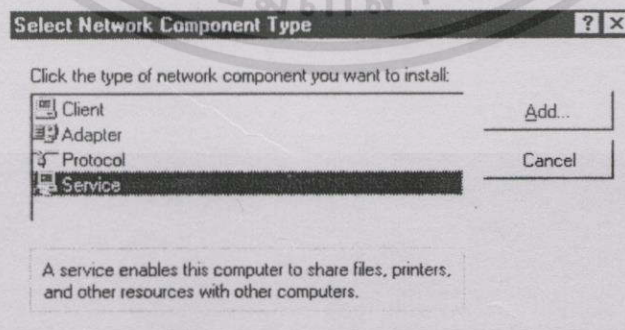 Select Network Component Type
Click the type of network component you want to install:
Client
Add...
Adapter
Protocol
Cancel
Service
A service enables this computer to share files, printers,
and other resources with other computers.